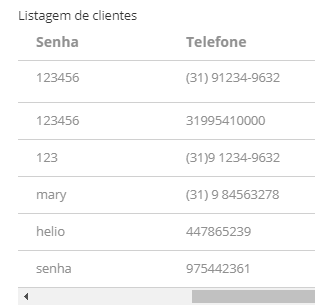 Listagem de clientes
Senha Telefone
123456 (31) 91234-9632
123456 31995410000
123 (31)9 1234-9632
mary (31) 9 84563278
helio 447865239
senha 975442361